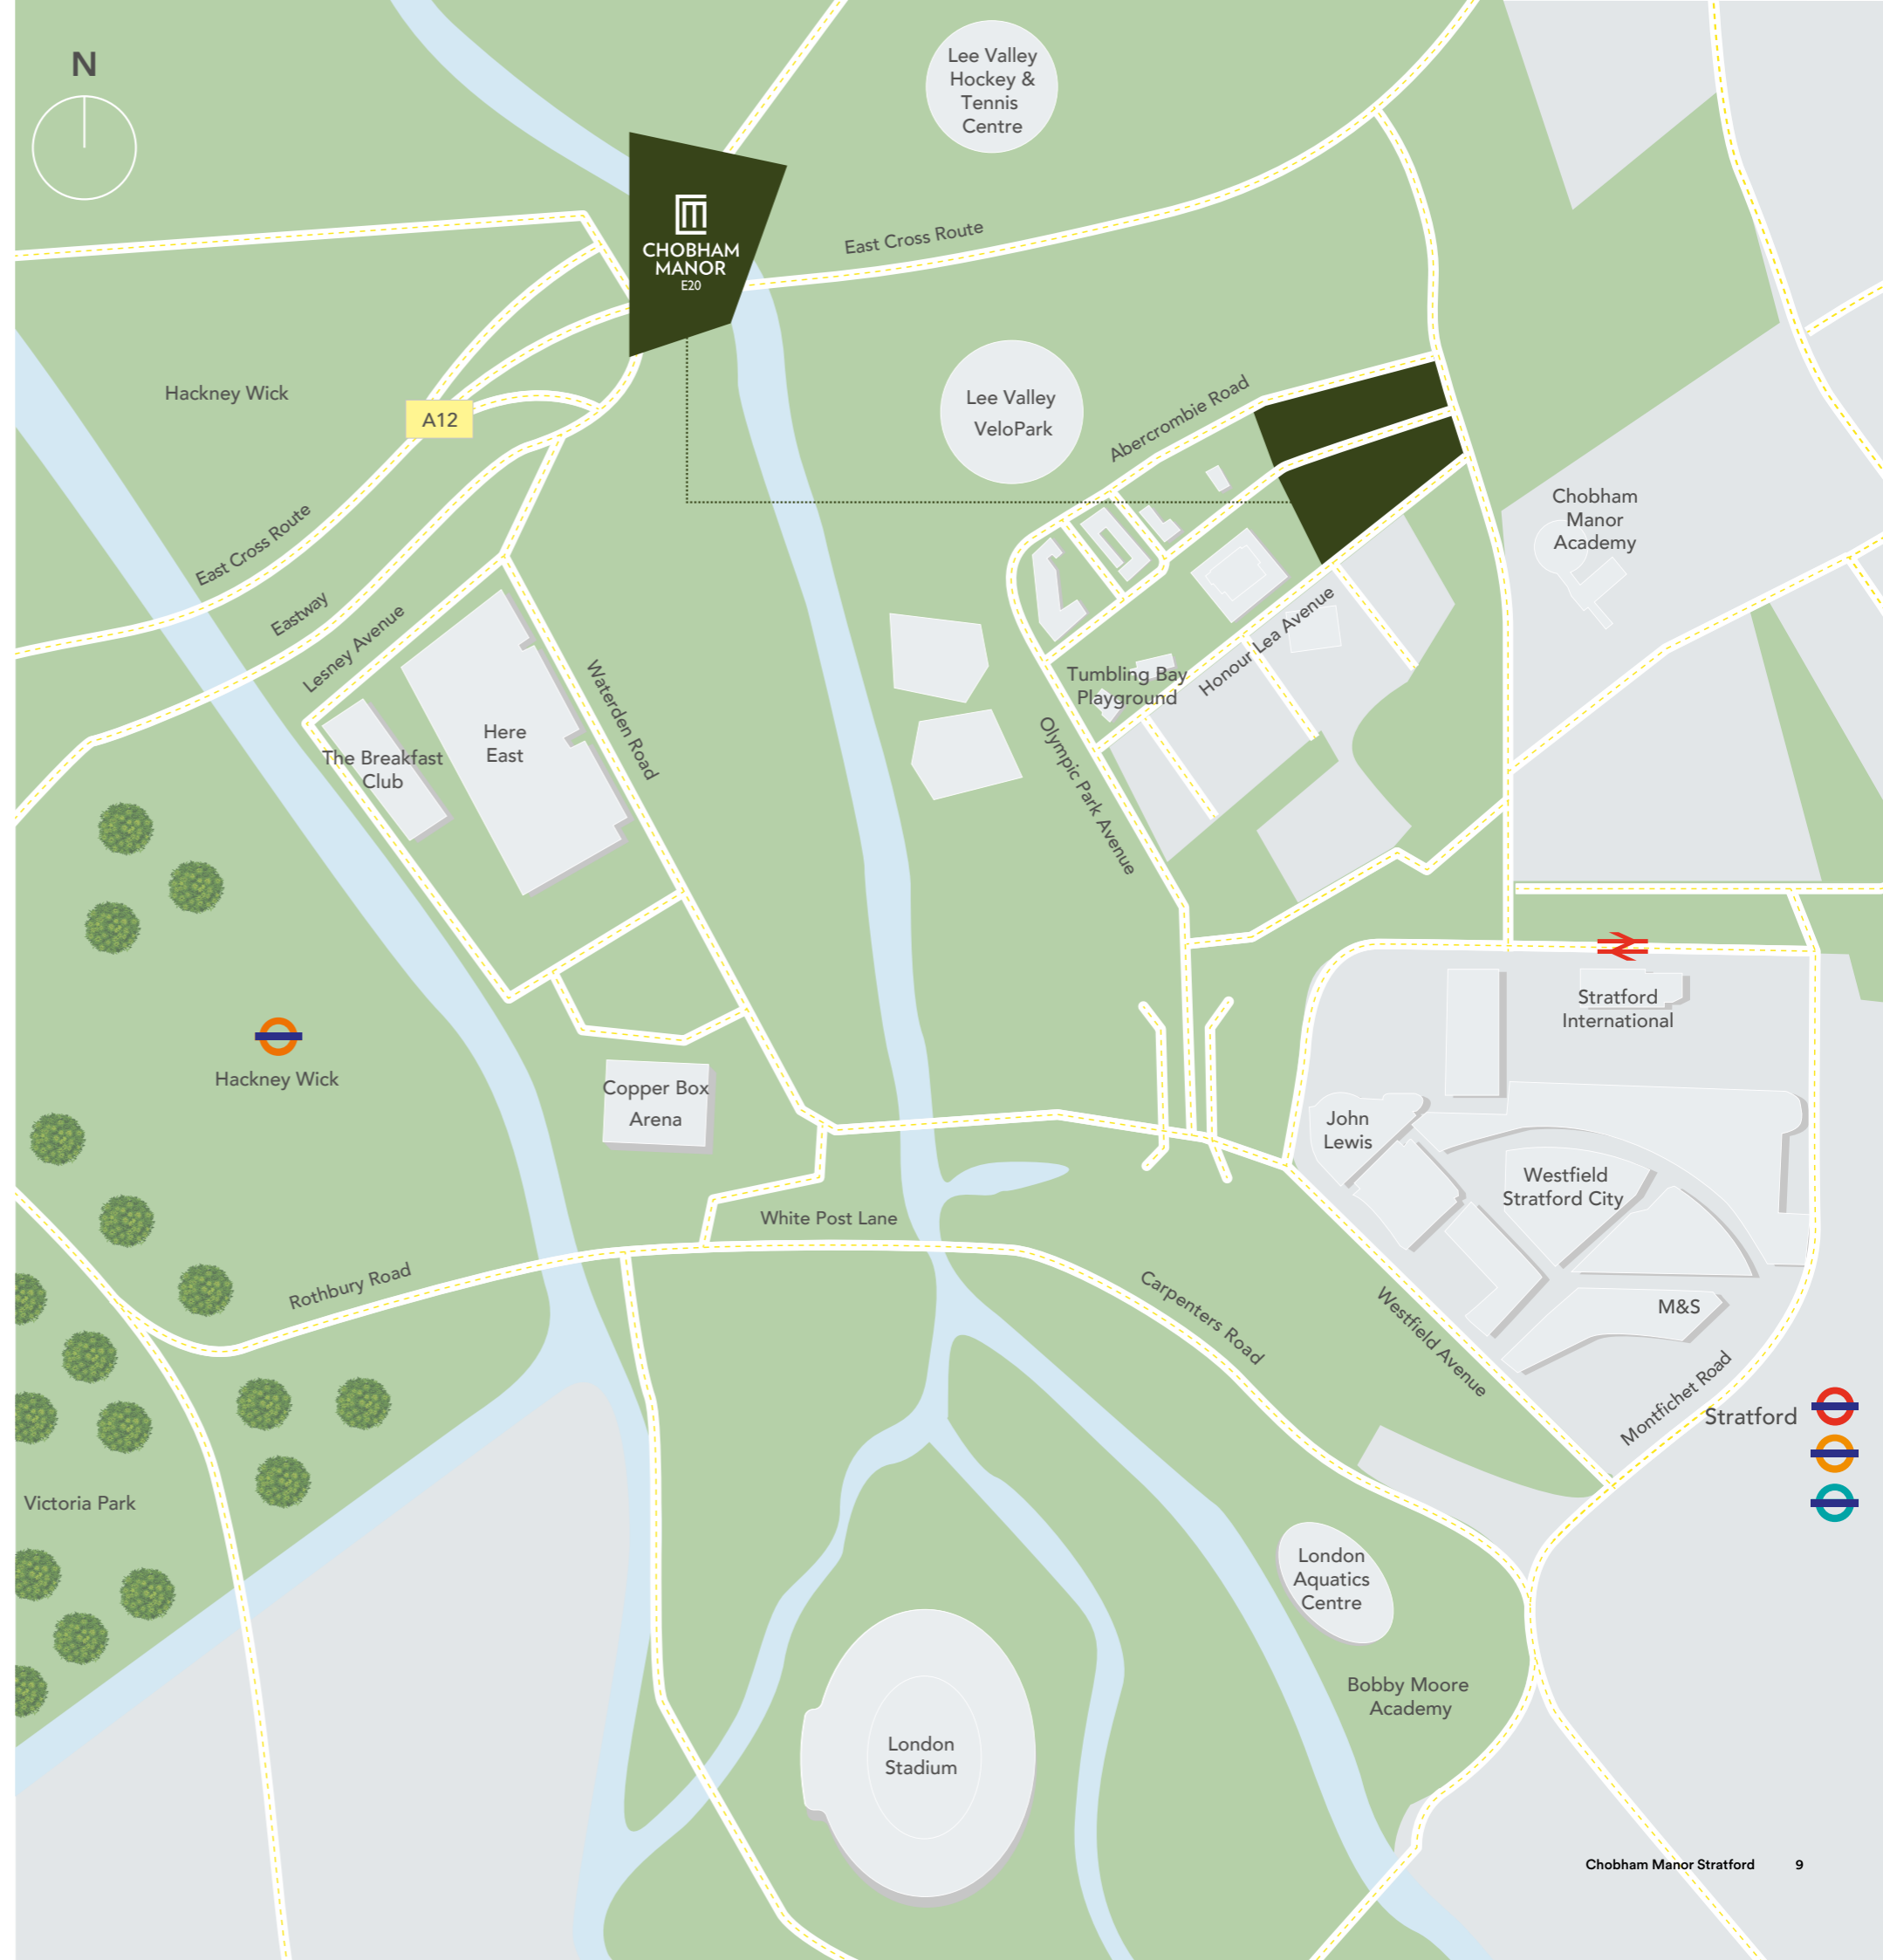 N
Lee Valley
Hockey &
Tennis
Centre
CHOBHAM
MANOR
E20
East Cross Route
Hackney Wick
A12
Lee Valley
VeloPark
Abercrombie Road
Chobham
Manor
Academy
East Cross Route
Eastway
Lesney Avenue
Waterden Road
Honour Lea Avenue
Tumbling Bay
Playground
Here
East
The Breakfast
Club
Olympic Park Avenue
Stratford
International
Hackney Wick
Copper Box
Arena
John
Lewis
Westfield
Stratford City
White Post Lane
Rothbury Road
Carpenters Road
Westfield Avenue
M&S
Montfichet Road
Stratford
Victoria Park
London
Aquatics
Centre
Bobby Moore
Academy
London
Stadium
Chobham Manor Stratford 9